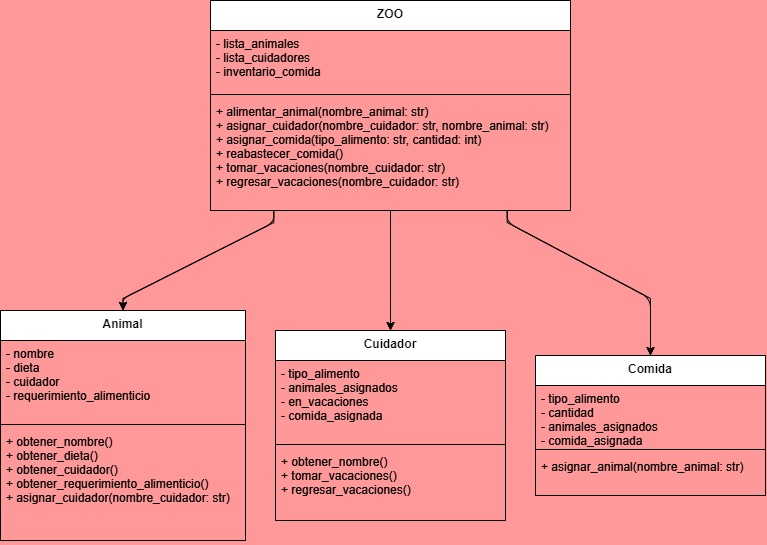 ZOO
- lista_animales
- lista_cuidadores
- inventario_comida
+ alimentar_animal(nombre_animal: str)
+ asignar_cuidador(nombre_cuidador: str, nombre_animal: str)
+ asignar_comida(tipo_alimento: str, cantidad: int)
+ reabastecer_comida()
+ tomar_vacaciones(nombre_cuidador: str)
+ regresar_vacaciones(nombre_cuidador: str)
Animal
- nombre
- dieta
- cuidador
- requerimiento_alimenticio
+ obtener_nombre()
+ obtener_dieta()
+ obtener_cuidador()
+ obtener_requerimiento_alimenticio()
+ asignar_cuidador(nombre_cuidador: str)
Cuidador
- tipo_alimento
- animales_asignados
- en_vacaciones
- comida_asignada
+ obtener_nombre()
+ tomar_vacaciones()
+ regresar_vacaciones()
Comida
- tipo_alimento
- cantidad
- animales_asignados
- comida_asignada
+ asignar_animal(nombre_animal: str)